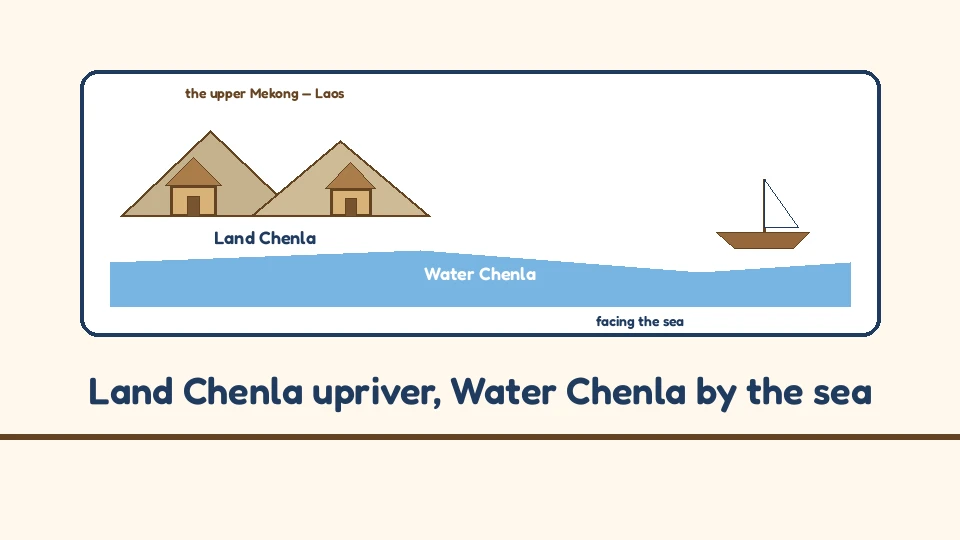 the upper Mekong – Laos
Land Chenla
Water Chenla
facing the sea
Land Chenla upriver, Water Chenla by the sea